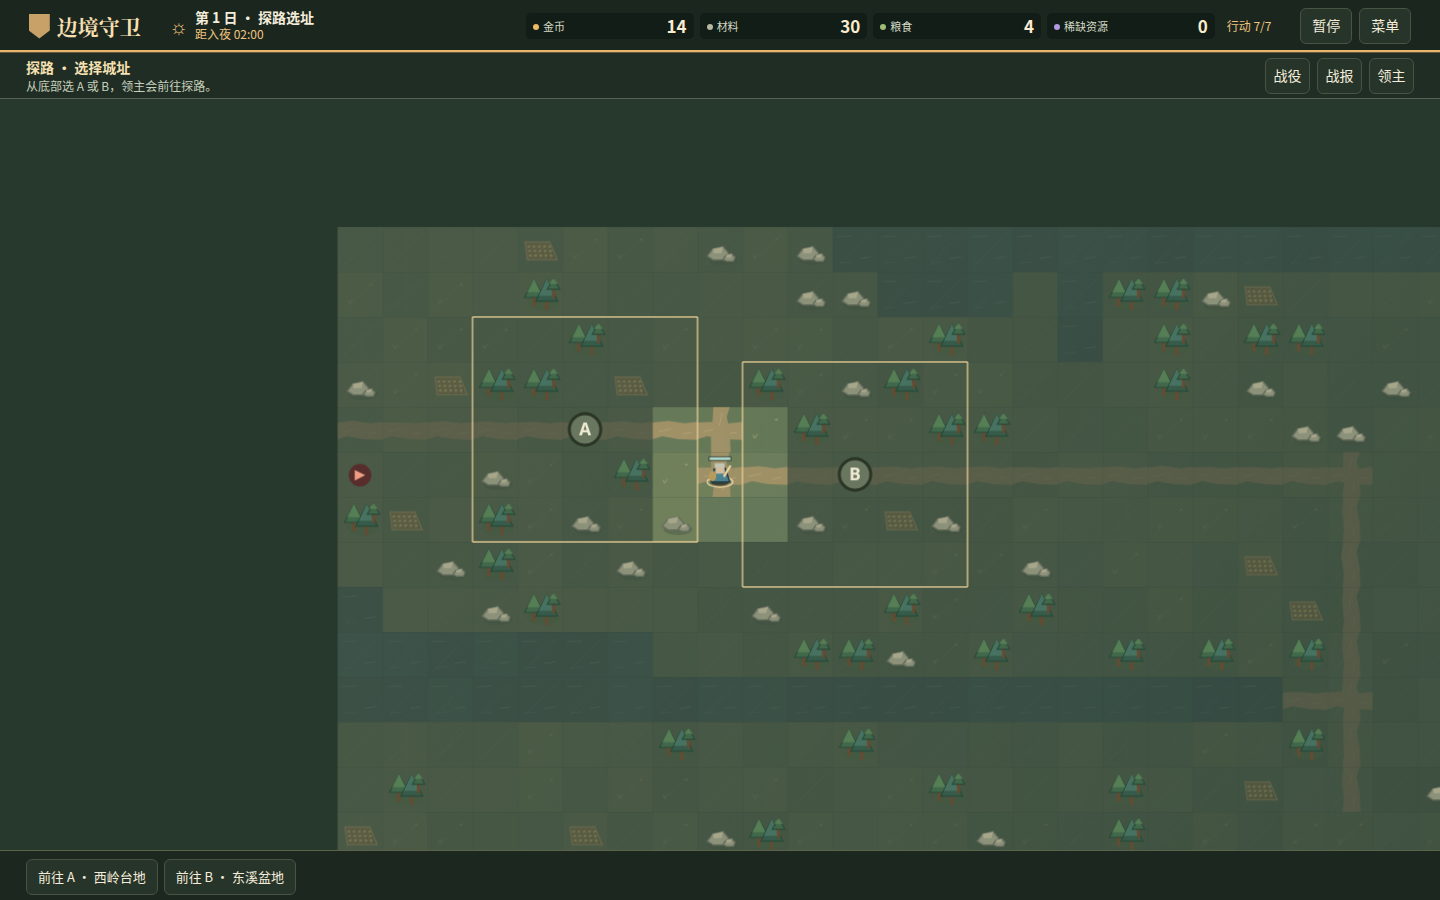 边境守卫
第 1 日 · 探路选址
距入夜 02:00
金币 14
材料 30
粮食 4
稀缺资源 0
行动 7/7
暂停
菜单
探路 · 选择城址
从底部选 A 或 B，领主会前往探路。
战役
战报
领主
A
B
前往 A · 西岭台地
前往 B · 东溪盆地